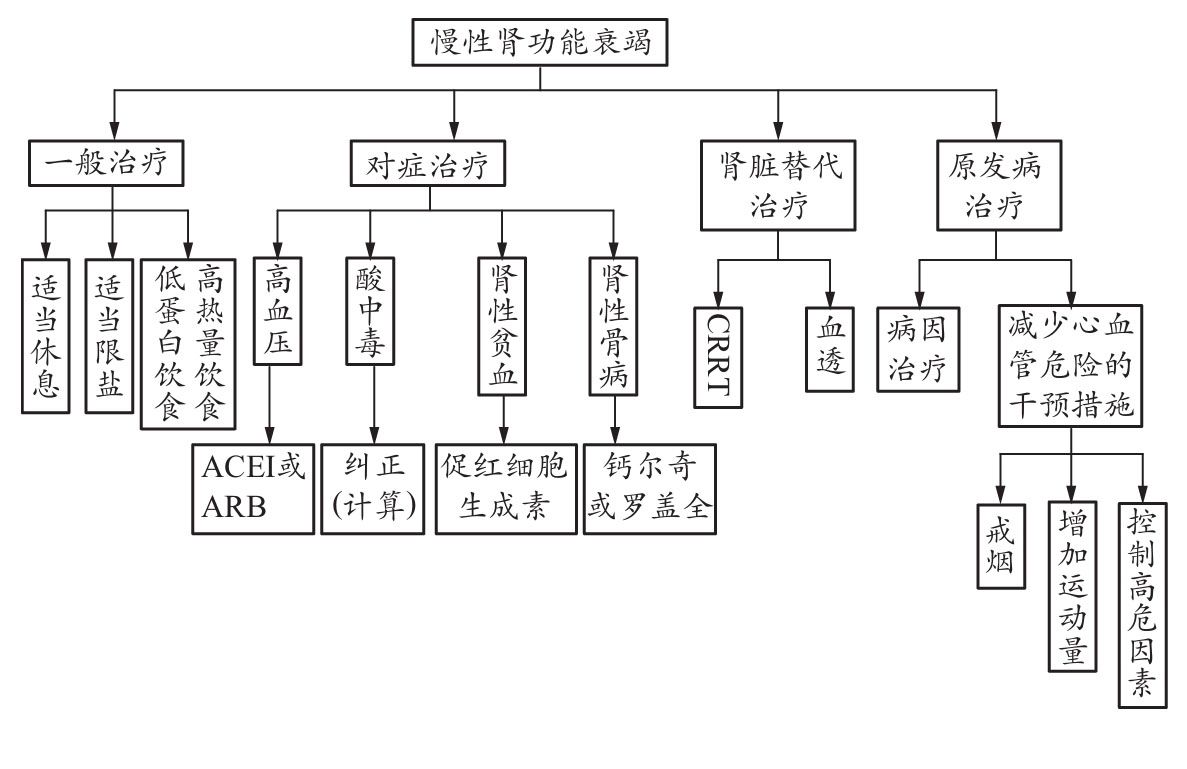 慢性肾功能衰竭
一般治疗
对症治疗
肾脏替代
治疗
原发病
治疗
适当休息
适当限盐
高热量饮食
低蛋白饮食
高血压
酸中毒
肾性贫血
肾性骨病
CRRT
血透
病因
治疗
减少心血
管危险的
干预措施
ACEI或
ARB
纠正
(计算)
促红细胞
生成素
钙尔奇
或罗盖全
戒烟
增加运动量
控制高危因素